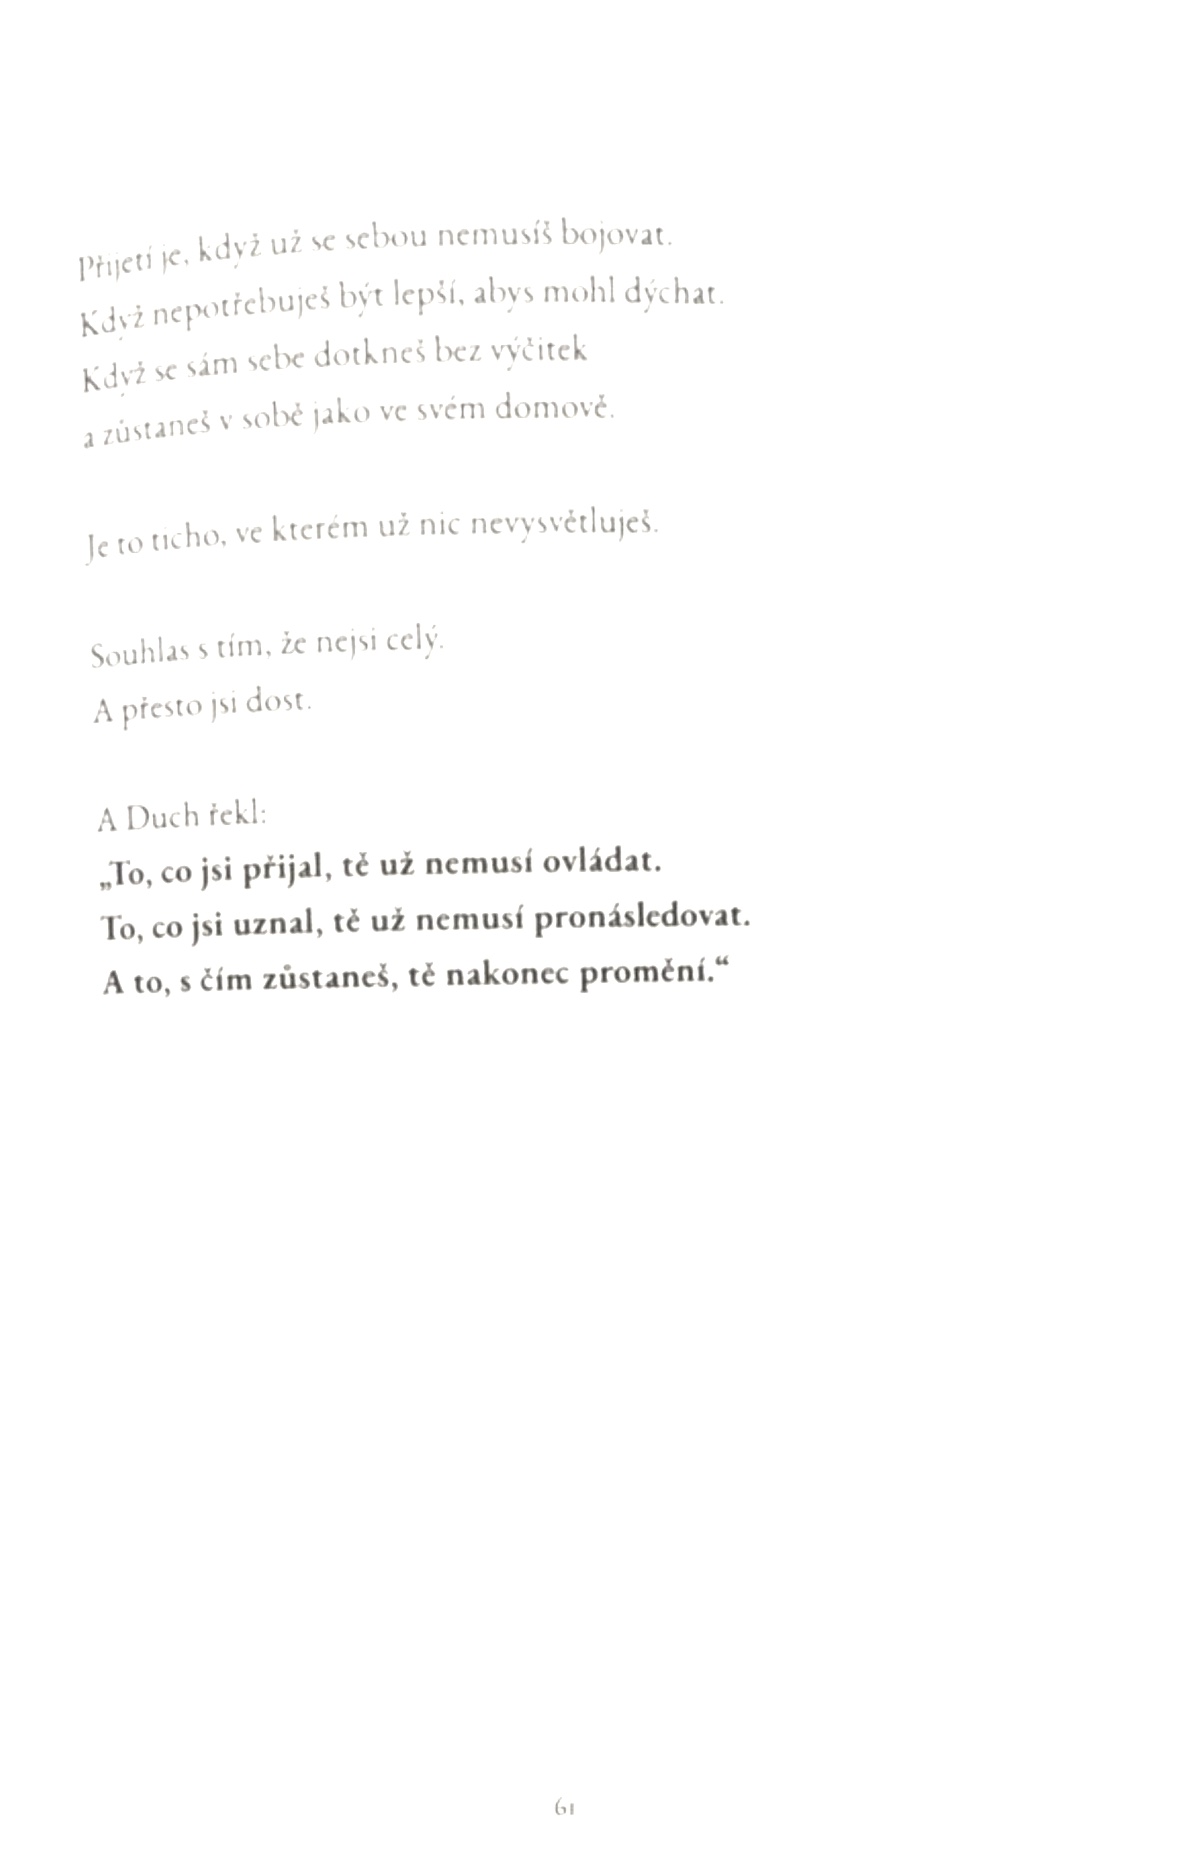 Přijetí je, když už se sebou nemusíš bojovat.
Když nepotřebuješ být lepší, abys mohl dýchat.
Když se sám sebe dotkneš bez výčitek
a zůstaneš v sobě jako ve svém domově.
Je to ticho, ve kterém už nic nevysvětluješ.
Souhlas s tím, že nejsi celý.
A přesto jsi dost.
A Duch řekl:
„To, co jsi přijal, tě už nemusí ovládat.
To, co jsi uznal, tě už nemusí pronásledovat.
A to, s čím zůstaneš, tě nakonec promění.“
61